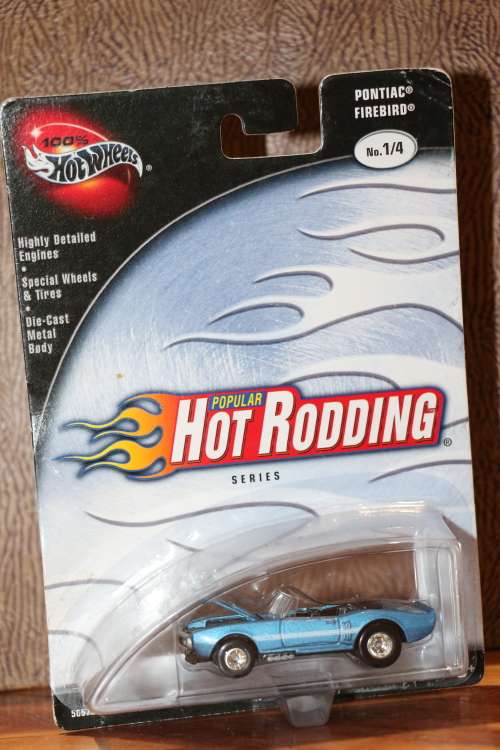 100%
HOT WHEELS®
PONTIAC®
FIREBIRD®
No.1/4
Highly Detailed
Engines
•
Special Wheels
& Tires
•
Die-Cast
Metal
Body
POPULAR
HOT RODDING®
SERIES